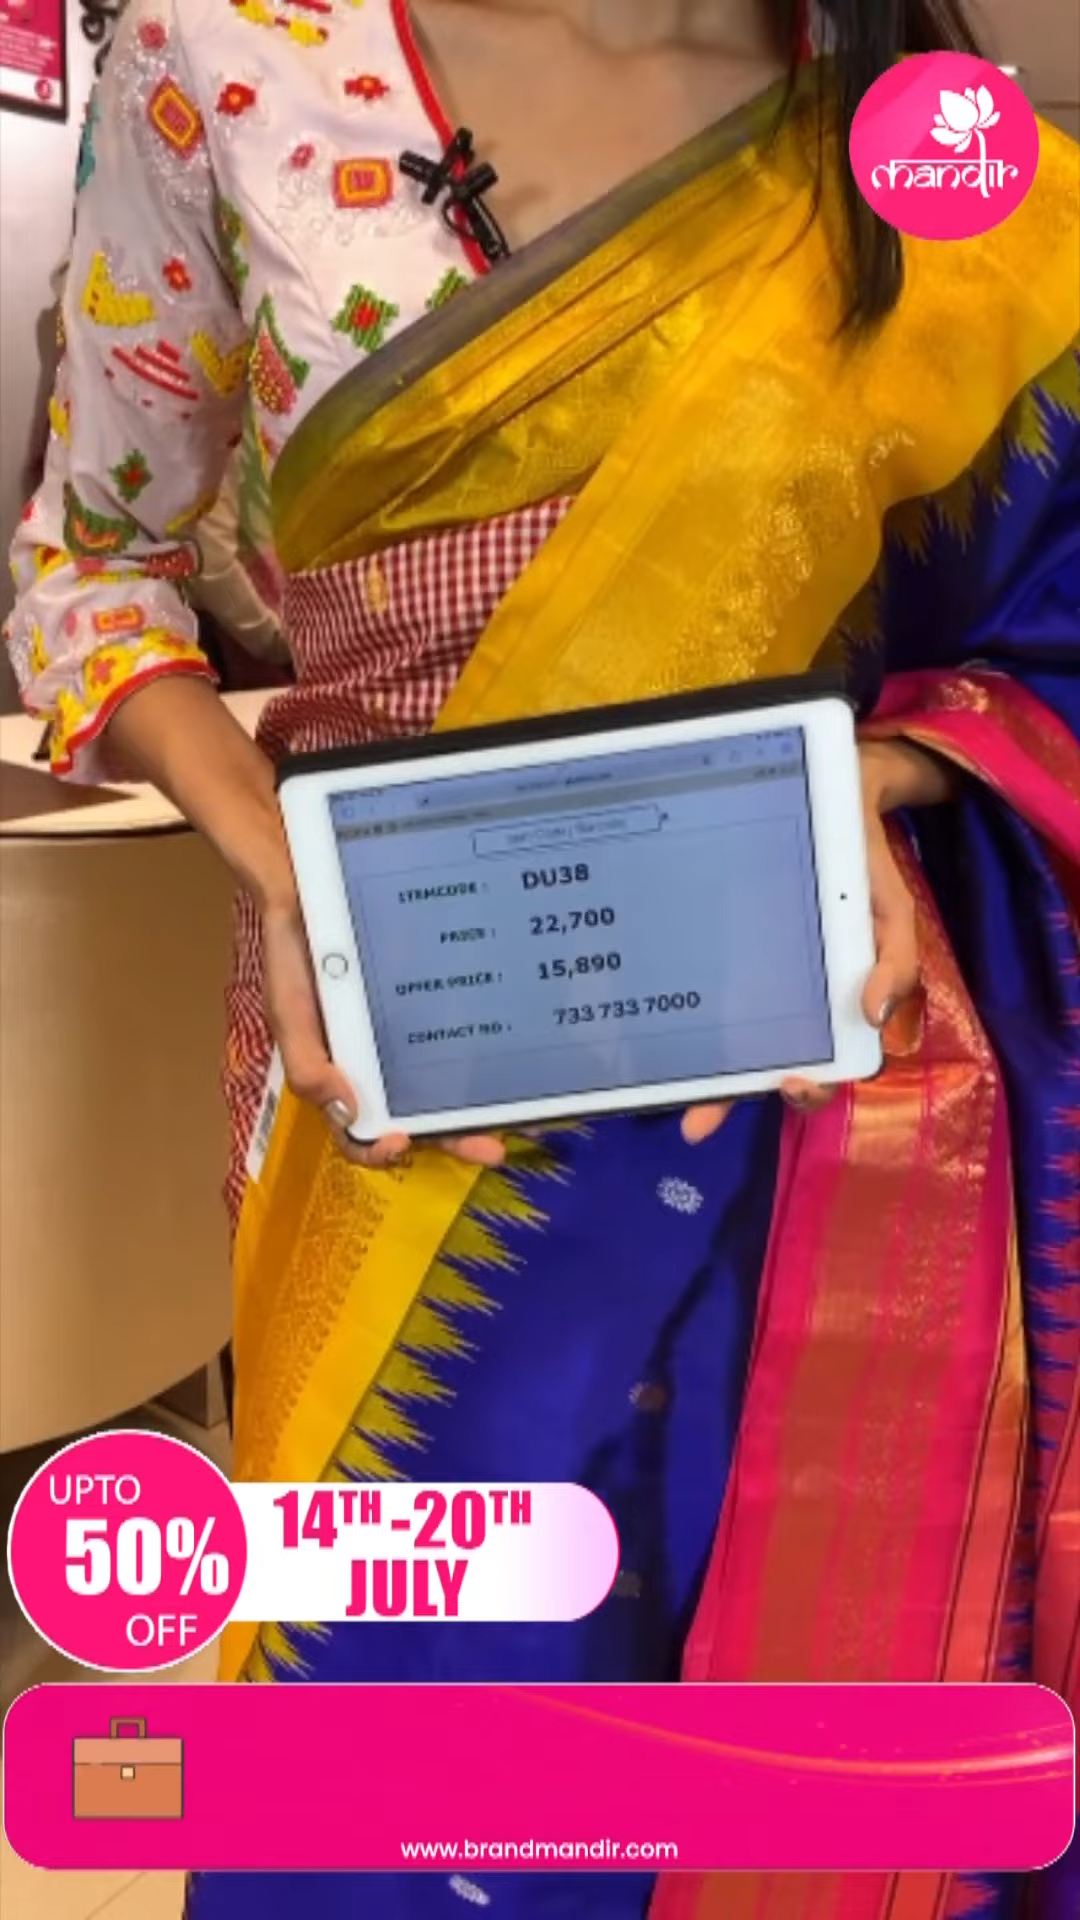 mandir
ITEMCODE : DU38
PRICE : 22,700
OFFER PRICE : 15,890
CONTACT NO : 733 733 7000
UPTO
50%
OFF
14TH-20TH
JULY
www.brandmandir.com